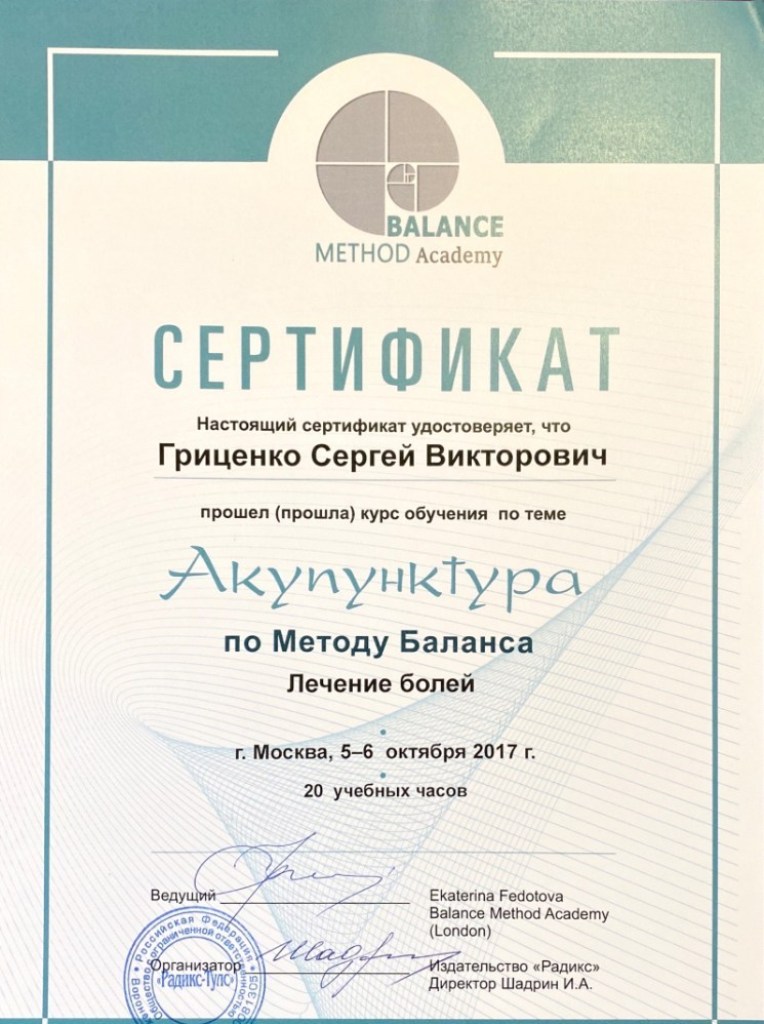 BALANCE
METHOD Academy
СЕРТИФИКАТ
Настоящий сертификат удостоверяет, что
Гриценко Сергей Викторович
прошел (прошла) курс обучения по теме
Акупунктура
по Методу Баланса
Лечение болей
г. Москва, 5–6 октября 2017 г.
20 учебных часов
Ведущий
Ekaterina Fedotova
Balance Method Academy
(London)
Организатор
Издательство «Радикс»
Директор Шадрин И.А.
Российская Федерация
Общество с ограниченной ответственностью
«Радикс-Тулс»